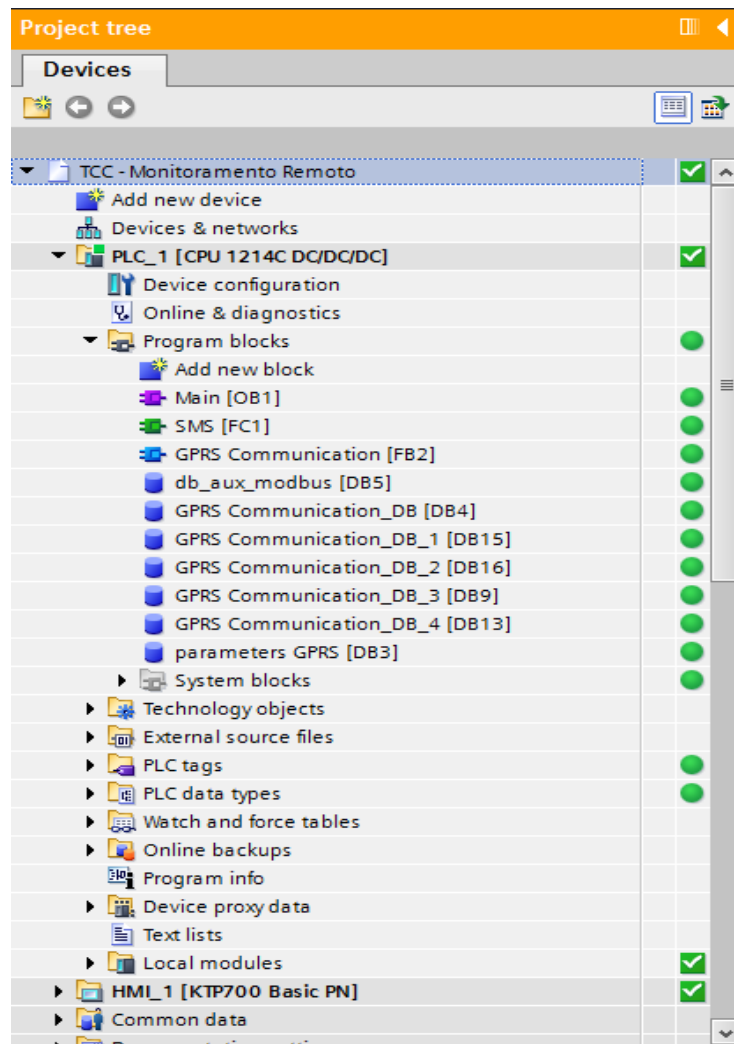 Project tree
Devices
TCC - Monitoramento Remoto
Add new device
Devices & networks
PLC_1 [CPU 1214C DC/DC/DC]
Device configuration
Online & diagnostics
Program blocks
Add new block
Main [OB1]
SMS [FC1]
GPRS Communication [FB2]
db_aux_modbus [DB5]
GPRS Communication_DB [DB4]
GPRS Communication_DB_1 [DB15]
GPRS Communication_DB_2 [DB16]
GPRS Communication_DB_3 [DB9]
GPRS Communication_DB_4 [DB13]
parameters GPRS [DB3]
System blocks
Technology objects
External source files
PLC tags
PLC data types
Watch and force tables
Online backups
Program info
Device proxy data
Text lists
Local modules
HMI_1 [KTP700 Basic PN]
Common data